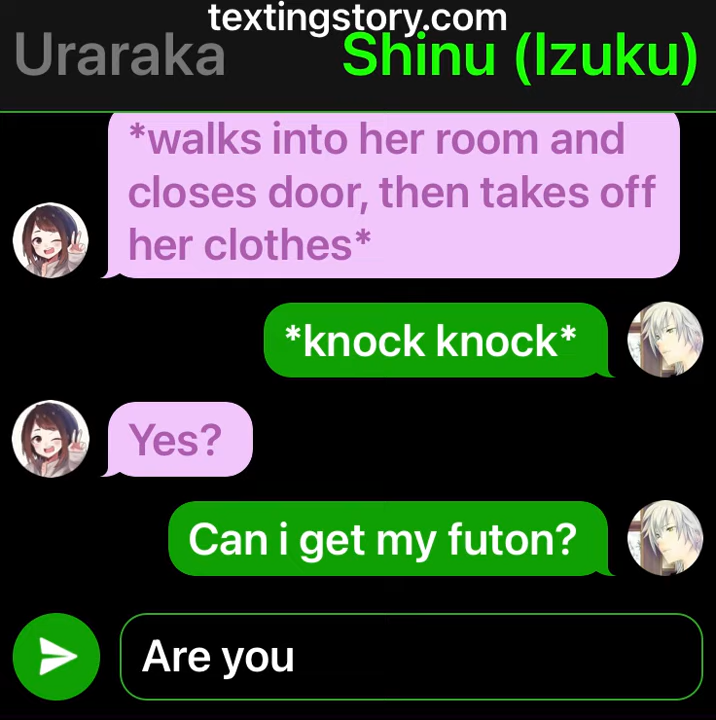 textingstory.com
Uraraka
Shinu (Izuku)
*walks into her room and
closes door, then takes off
her clothes*
*knock knock*
Yes?
Can i get my futon?
Are you